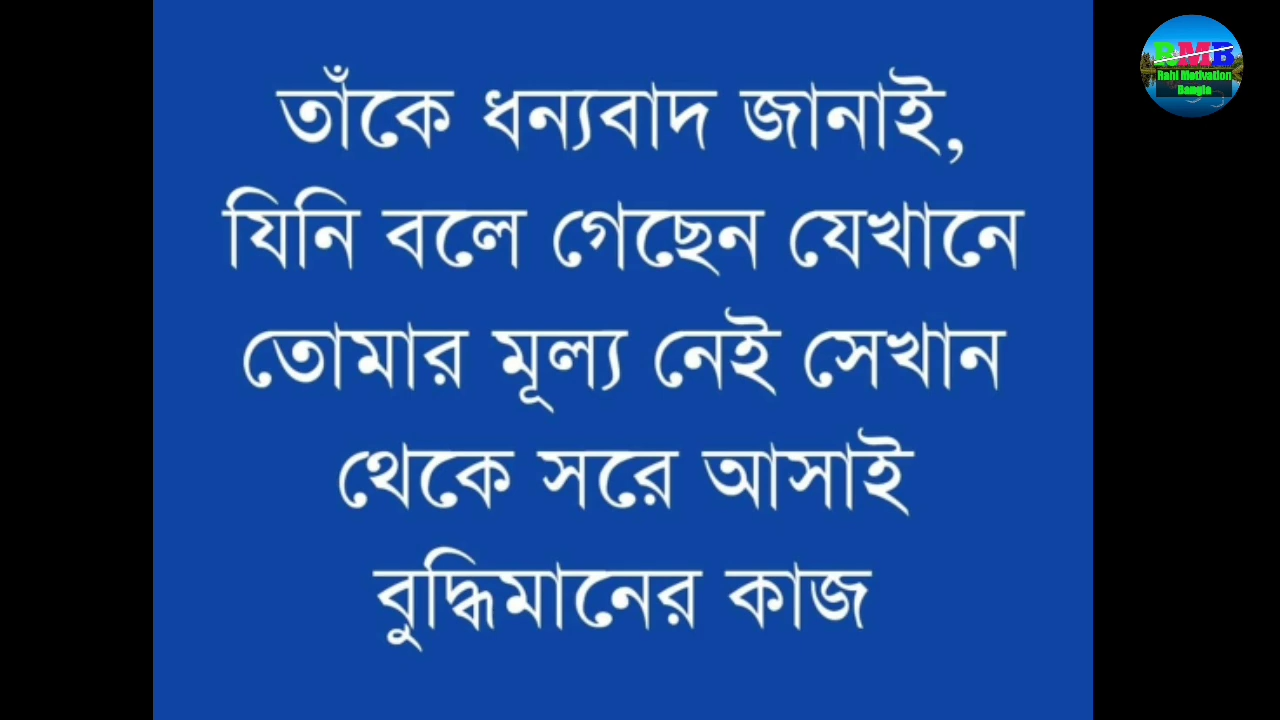 তাঁকে ধন্যবাদ জানাই,
যিনি বলে গেছেন যেখানে
তোমার মূল্য নেই সেখান
থেকে সরে আসাই
বুদ্ধিমানের কাজ
RMB
Rahi Motivation
Bangla